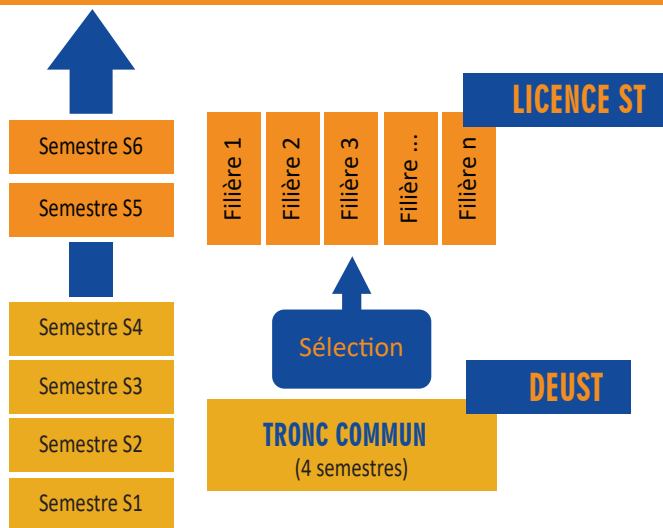 LICENCE ST
Semestre S6
Semestre S5
Filière 1
Filière 2
Filière 3
Filière ...
Filière n
Semestre S4
Semestre S3
Semestre S2
Semestre S1
Sélection
DEUST
TRONC COMMUN
(4 semestres)